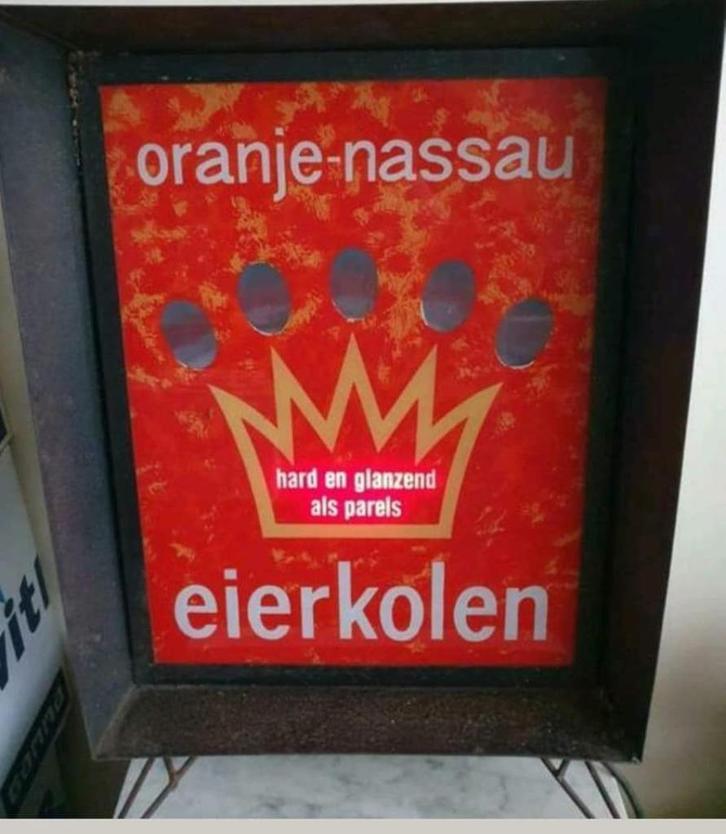 oranje-nassau
hard en glanzend
als parels
eierkolen